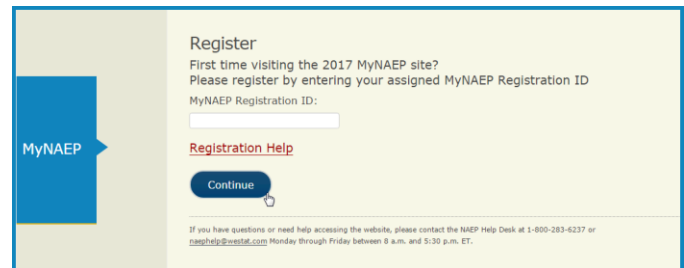 Register
First time visiting the 2017 MyNAEP site?
Please register by entering your assigned MyNAEP Registration ID
MyNAEP Registration ID:
MyNAEP
Registration Help
Continue
If you have questions or need help accessing the website, please contact the NAEP Help Desk at 1-800-283-6237 or
naephelp@westat.com Monday through Friday between 8 a.m. and 5:30 p.m. ET.